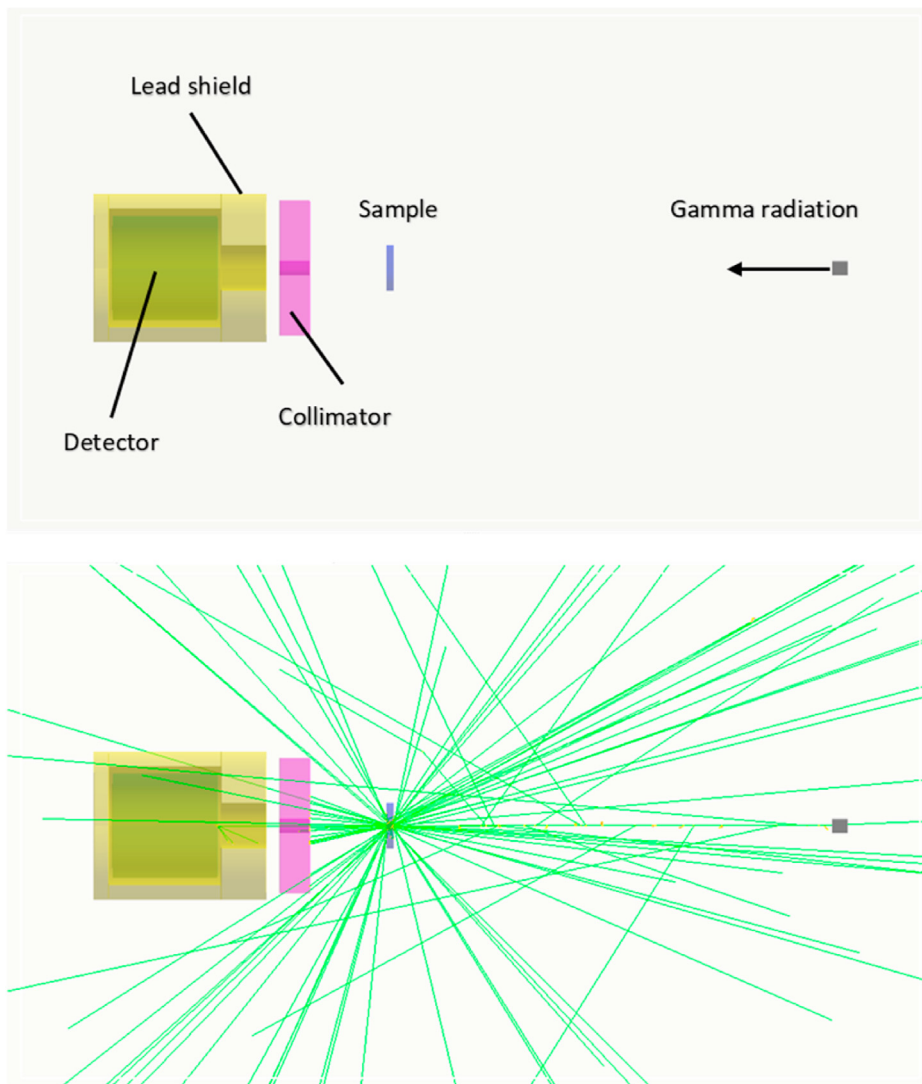 Lead shield
Sample
Gamma radiation
Collimator
Detector